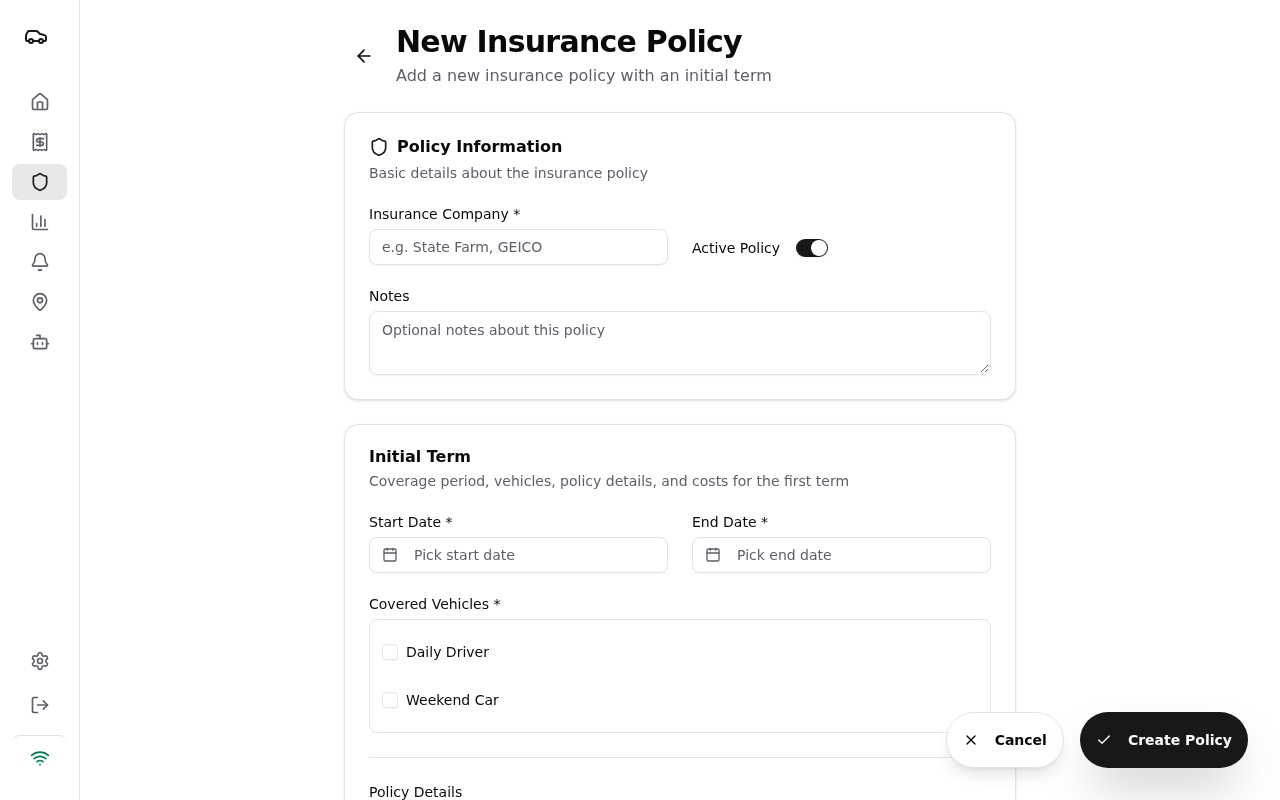 New Insurance Policy
Add a new insurance policy with an initial term
Policy Information
Basic details about the insurance policy
Insurance Company *
e.g. State Farm, GEICO
Active Policy
Notes
Optional notes about this policy
Initial Term
Coverage period, vehicles, policy details, and costs for the first term
Start Date *
End Date *
Pick start date
Pick end date
Covered Vehicles *
Daily Driver
Weekend Car
Cancel
Create Policy
Policy Details